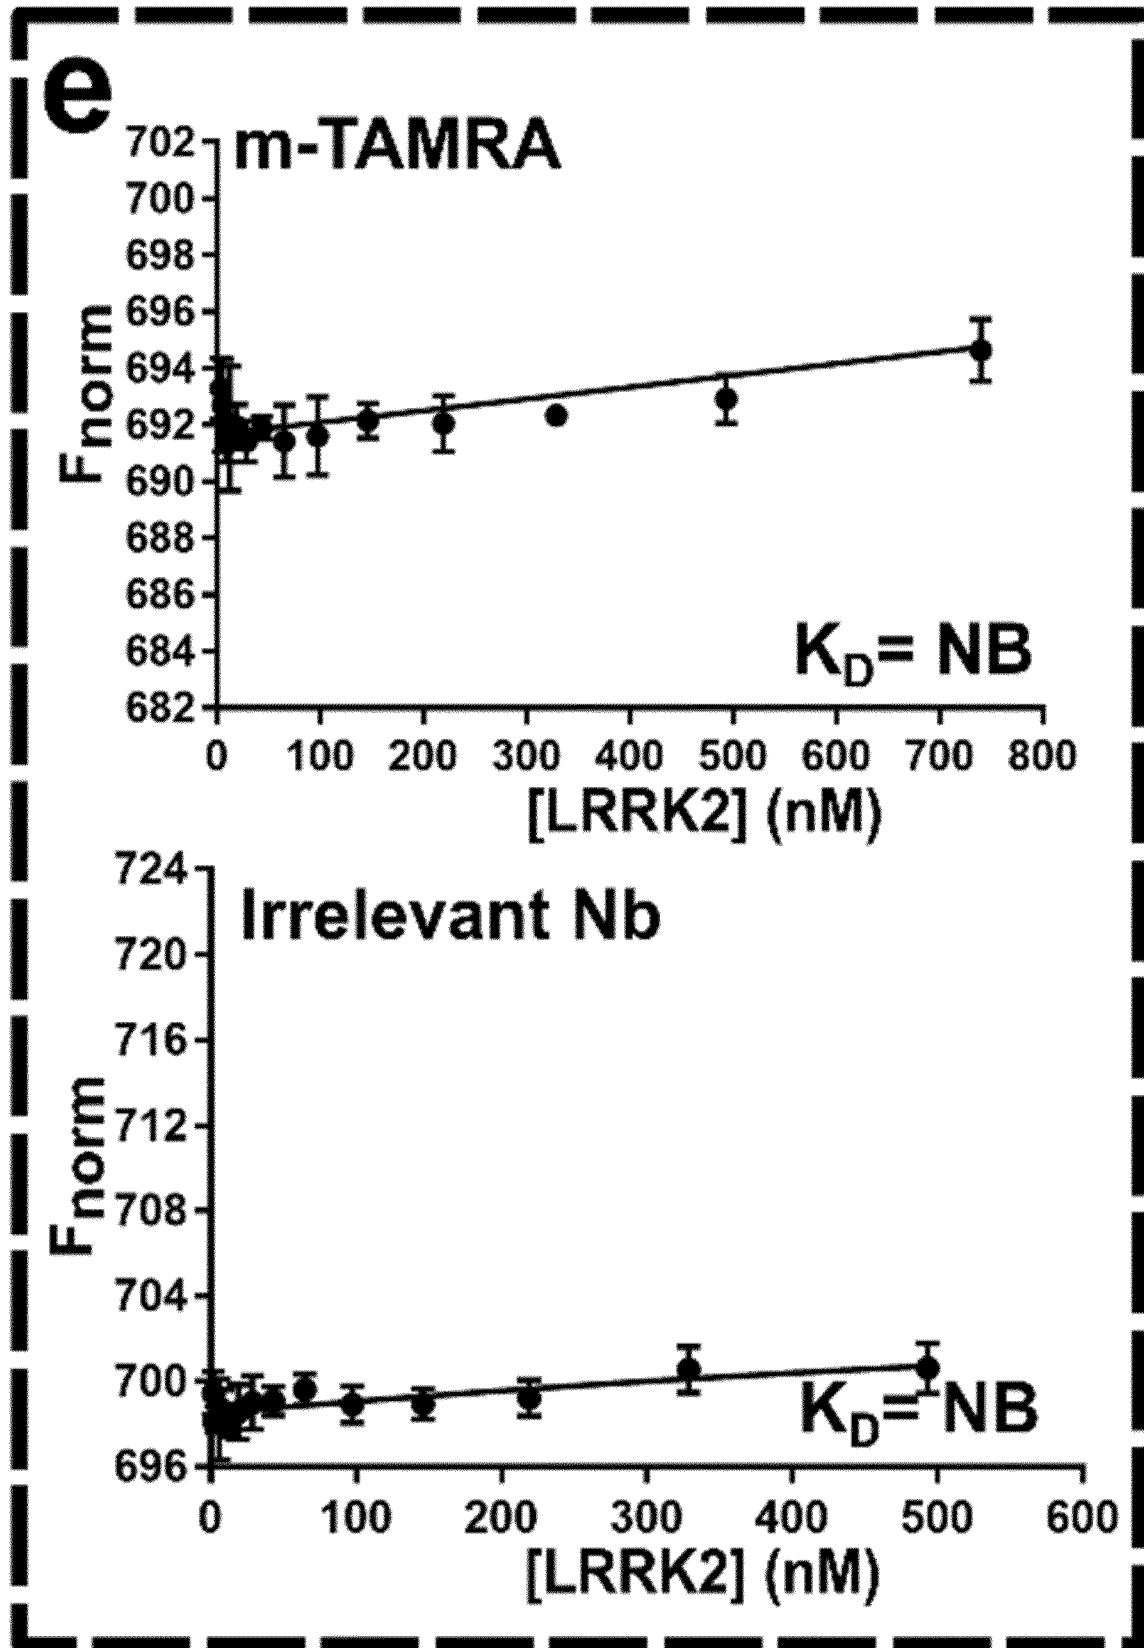 e
m-TAMRA
702
700
698
696
694
692
690
688
686
684
682
Fnorm
KD= NB
0 100 200 300 400 500 600 700 800
[LRRK2] (nM)
Irrelevant Nb
724
720
716
712
708
704
700
696
Fnorm
KD= NB
0 100 200 300 400 500 600
[LRRK2] (nM)